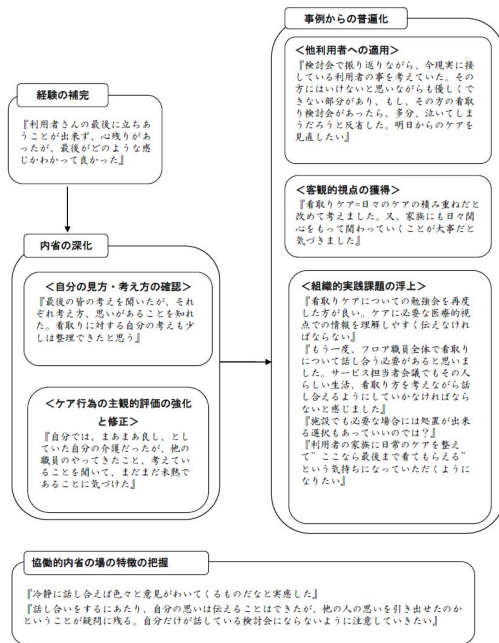 経験の補完
『利用者さんの最後に立ちあ
うことが出来ず、心残りがあ
ったが、最後がどのような感
じかわかって良かった』
内省の深化
＜自分の見方・考え方の確認＞
『最後の皆の考えを聞いたが、それ
ぞれ考え方、思いがあることを知
れた。看取りに対する自分の考えも少
しは整理できたと思う』
＜ケア行為の主観的評価の強化
と修正＞
『自分では、まあまあ良し、とし
ていた自分の介護だったが、他の
職員のやってきたこと、考えてい
ることを聞いて、まだまだ未熟で
あることに気づけた』
事例からの普遍化
＜他利用者への適用＞
『検討会で振り返りながら、今現実に接
している利用者の事を考えていた。その
方にはいけないと思いながらも優しくで
きない部分があり、もし、その方の看取
り検討会があったら、多分、泣いてしま
うだろうと反省した。明日からのケアを
見直したい』
＜客観的視点の獲得＞
『看取りケア=日々のケアの積み重ねだと
改めて考えました。又、家族にも日々関
心をもって関わっていくことが大事だと
気づきました』
＜組織的実践課題の浮上＞
『看取りケアについての勉強会を再度
した方が良い。ケアに必要な医療的視
点での情報を理解しやすく伝えなけれ
ばならない』
『もう一度、フロア職員全体で看取り
について話し合う必要があると思いまし
た。サービス担当者会議でもその人
らしい生活、看取り方を考えながら話し
合えるようにしていかなければならな
いと感じました』
『施設でも必要な場合には処置が出来
る選択もあっていいのでは？』
『利用者の家族に日常のケアを整え
て”ここなら最後まで看てもらえる”
という気持ちになっていただくように
なりたい』
協働的内省の場の特徴の把握
『冷静に話し合えば色々と意見がわいてくるものだなと実感した』
『話し合いをするにあたり、自分の思いは伝えることはできたが、他の人の思いを引き出せたのか
ということが疑問に残る。自分だけが話している検討会にならないように注意していきたい』